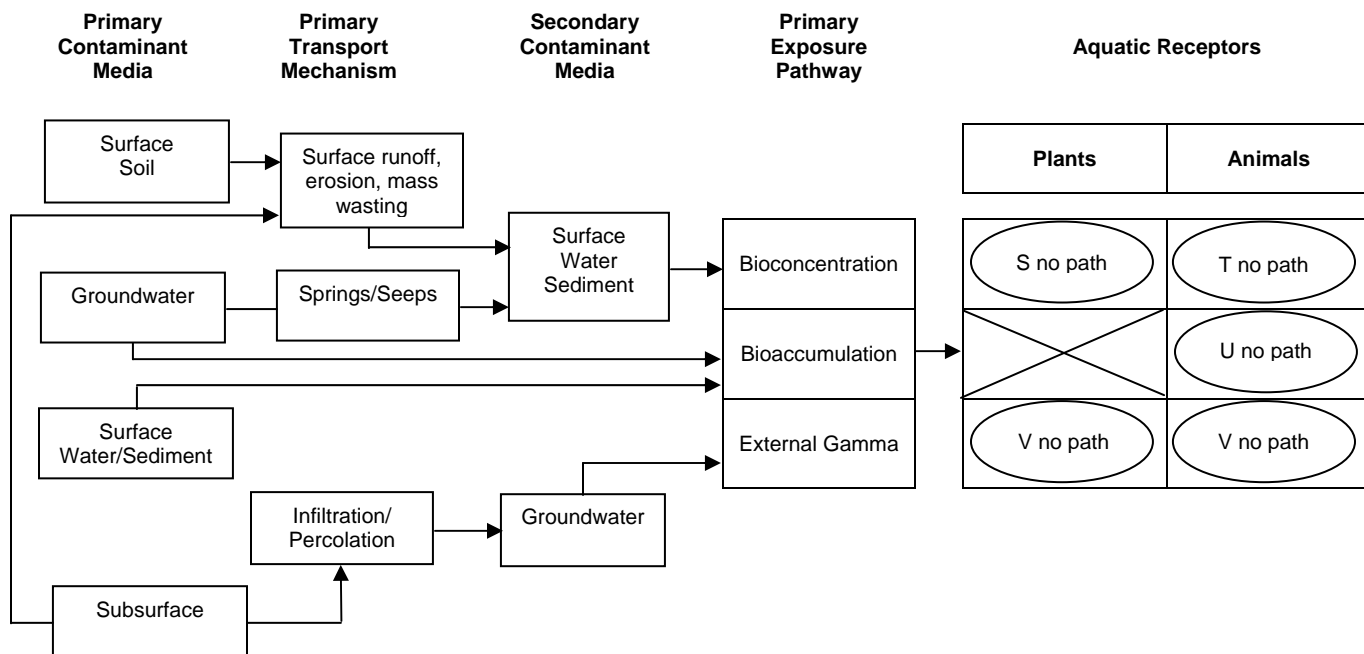 Primary
Contaminant
Media
Primary
Transport
Mechanism
Secondary
Contaminant
Media
Primary
Exposure
Pathway
Aquatic Receptors
Surface
Soil
Surface runoff,
erosion, mass
wasting
Plants
Animals
Groundwater
Springs/Seeps
Surface
Water
Sediment
Bioconcentration
S no path
T no path
Bioaccumulation
U no path
Surface
Water/Sediment
External Gamma
V no path
V no path
Infiltration/
Percolation
Groundwater
Subsurface